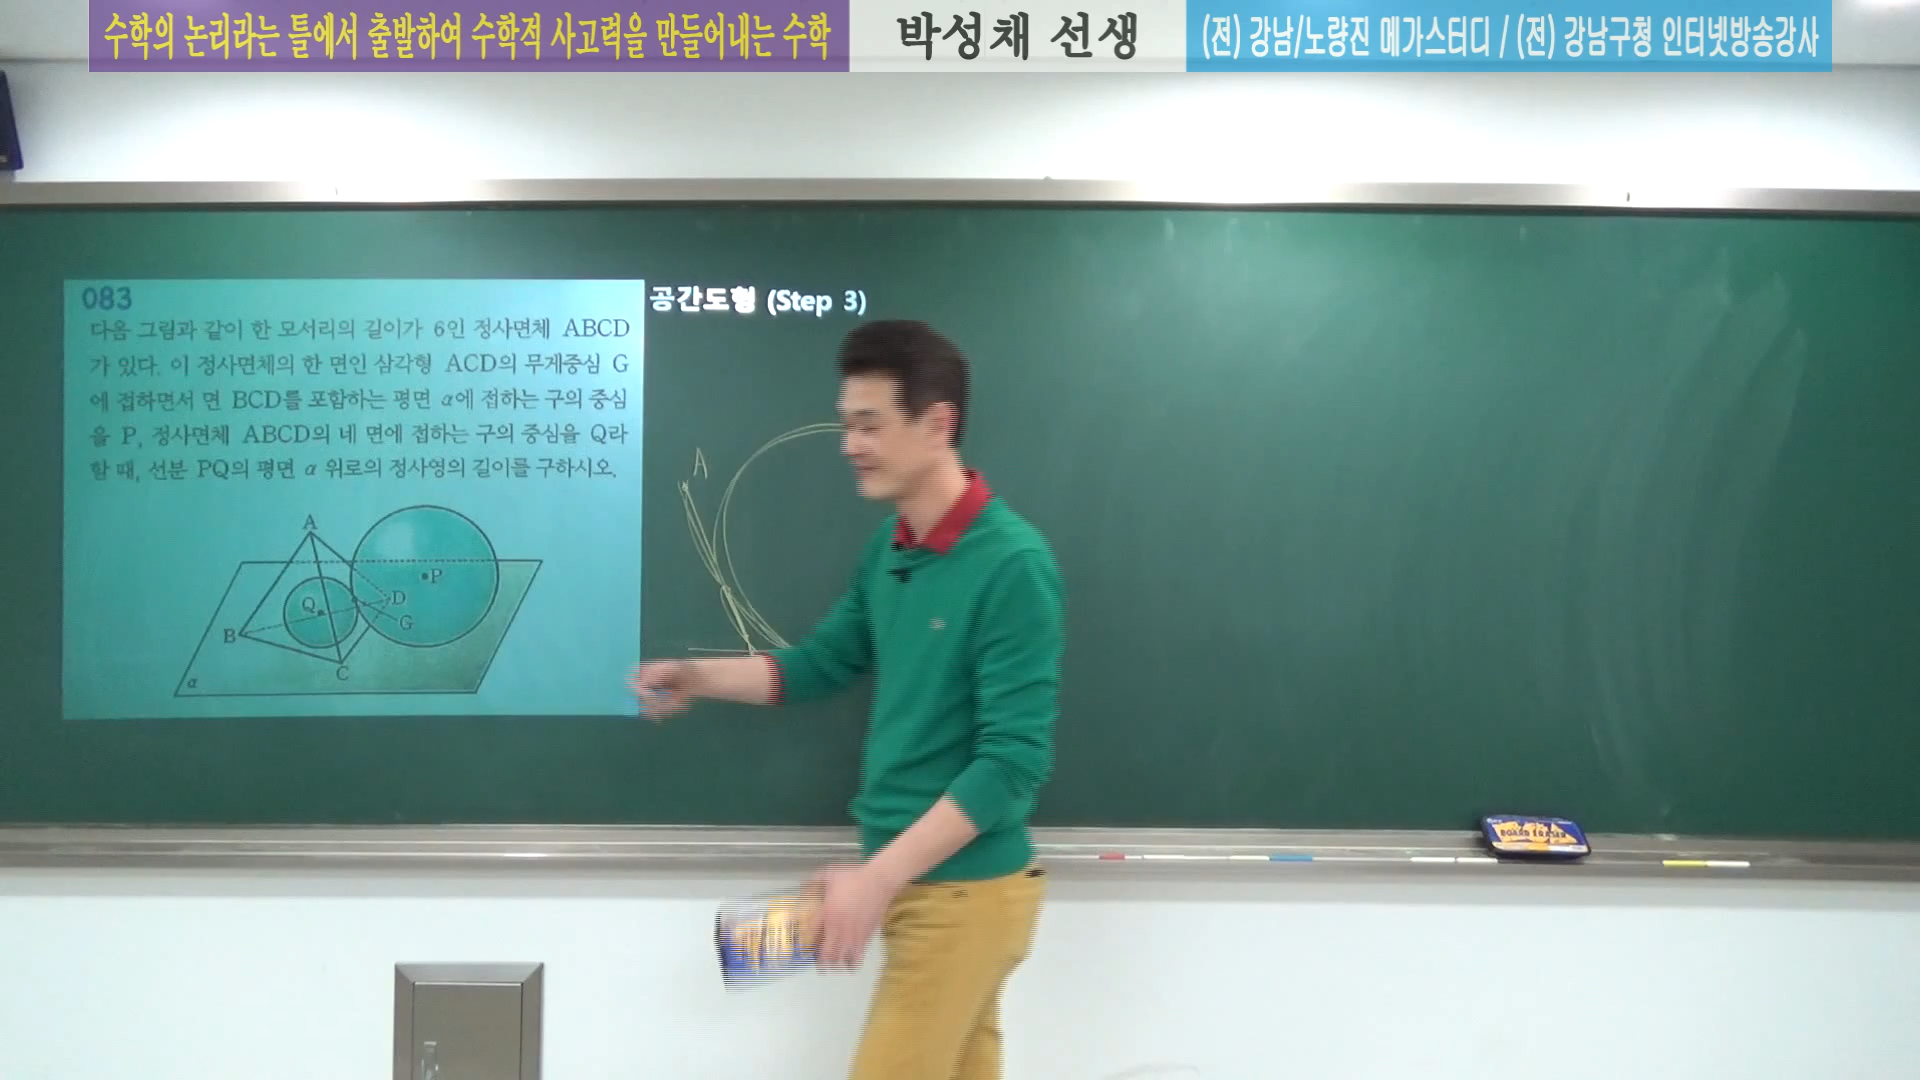 수학의 논리라는 틀에서 출발하여 수학적 사고력을 만들어내는 수학
박성채 선생
(전) 강남/노량진 메가스터디 / (전) 강남구청 인터넷방송강사
083
다음 그림과 같이 한 모서리의 길이가 6인 정사면체 ABCD
가 있다. 이 정사면체의 한 면인 삼각형 ACD의 무게중심 G
에 접하면서 면 BCD를 포함하는 평면 α에 접하는 구의 중심
을 P, 정사면체 ABCD의 네 면에 접하는 구의 중심을 Q라
할 때, 선분 PQ의 평면 α 위로의 정사영의 길이를 구하시오.
A
P
Q
D
G
B
C
α
공간도형 (Step 3)
A
BOARD ERASER